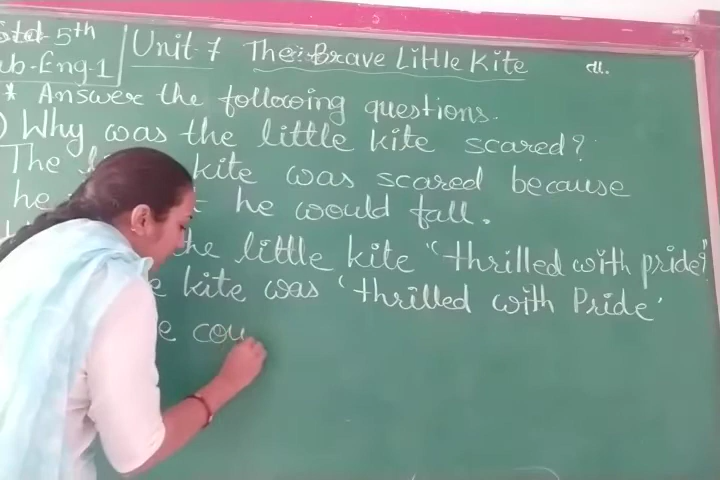 Std- 5th
ub-Eng-1
Unit 7 The Brave Little Kite
તા.
* Answer the following questions.
) Why was the little kite scared?
The kite was scared because
he he would fall.
the little kite "thrilled with pride?"
kite was 'thrilled with Pride'
cou